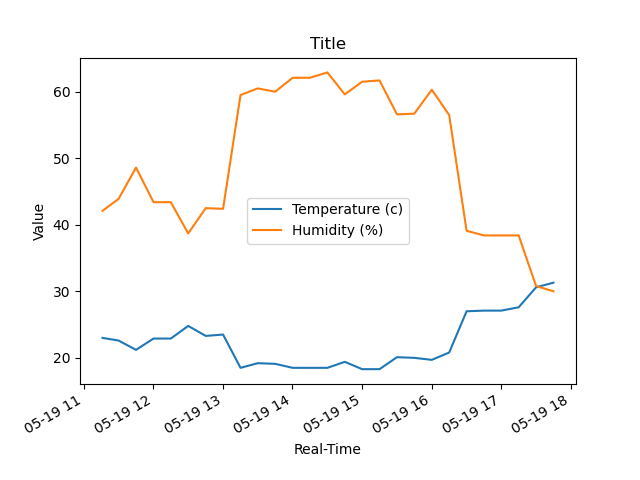 Title
60
50
40
30
20
Value
Temperature (c)
Humidity (%)
05-19 11
05-19 12
05-19 13
05-19 14
05-19 15
05-19 16
05-19 17
05-19 18
Real-Time